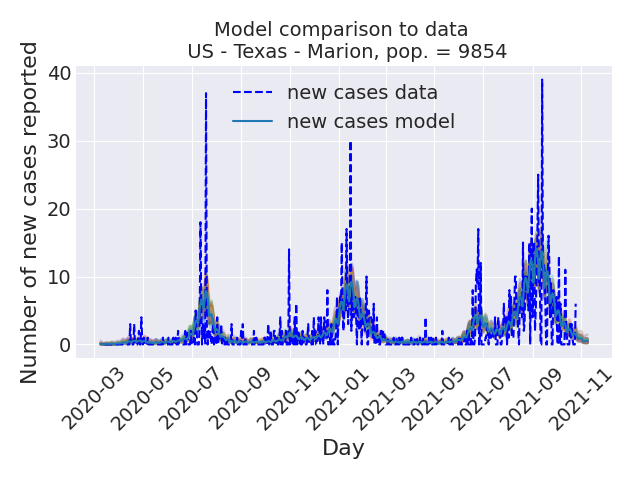 Model comparison to data
US - Texas - Marion, pop. = 9854
new cases data
new cases model
Number of new cases reported
40
30
20
10
0
2020-03
2020-05
2020-07
2020-09
2020-11
2021-01
2021-03
2021-05
2021-07
2021-09
2021-11
Day